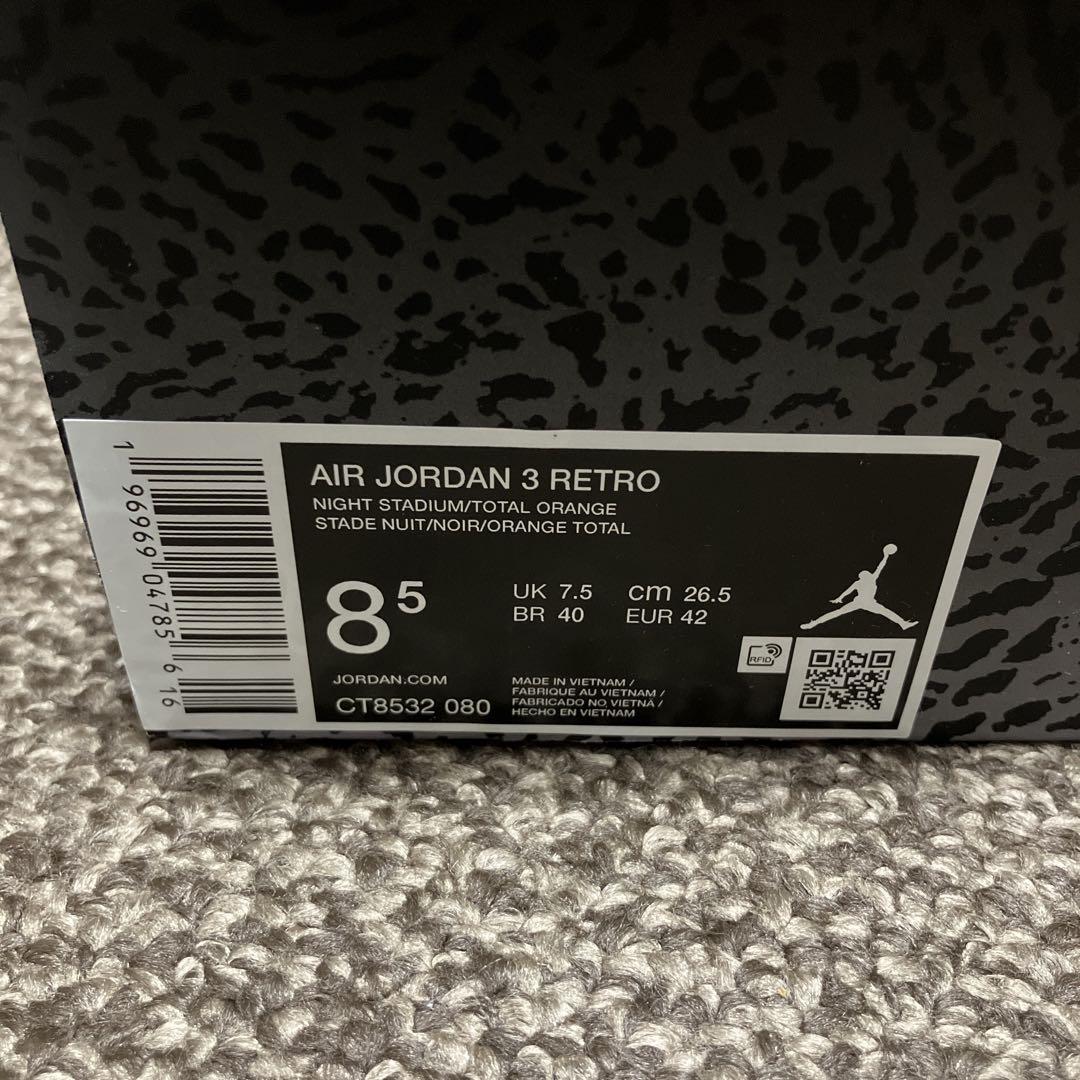 1 96969 04785 6 16
AIR JORDAN 3 RETRO
NIGHT STADIUM/TOTAL ORANGE
STADE NUIT/NOIR/ORANGE TOTAL
8 5
UK 7.5 cm 26.5
BR 40 EUR 42
RFID
JORDAN.COM
CT8532 080
MADE IN VIETNAM /
FABRIQUE AU VIETNAM /
FABRICADO NO VIETNÃ /
HECHO EN VIETNAM